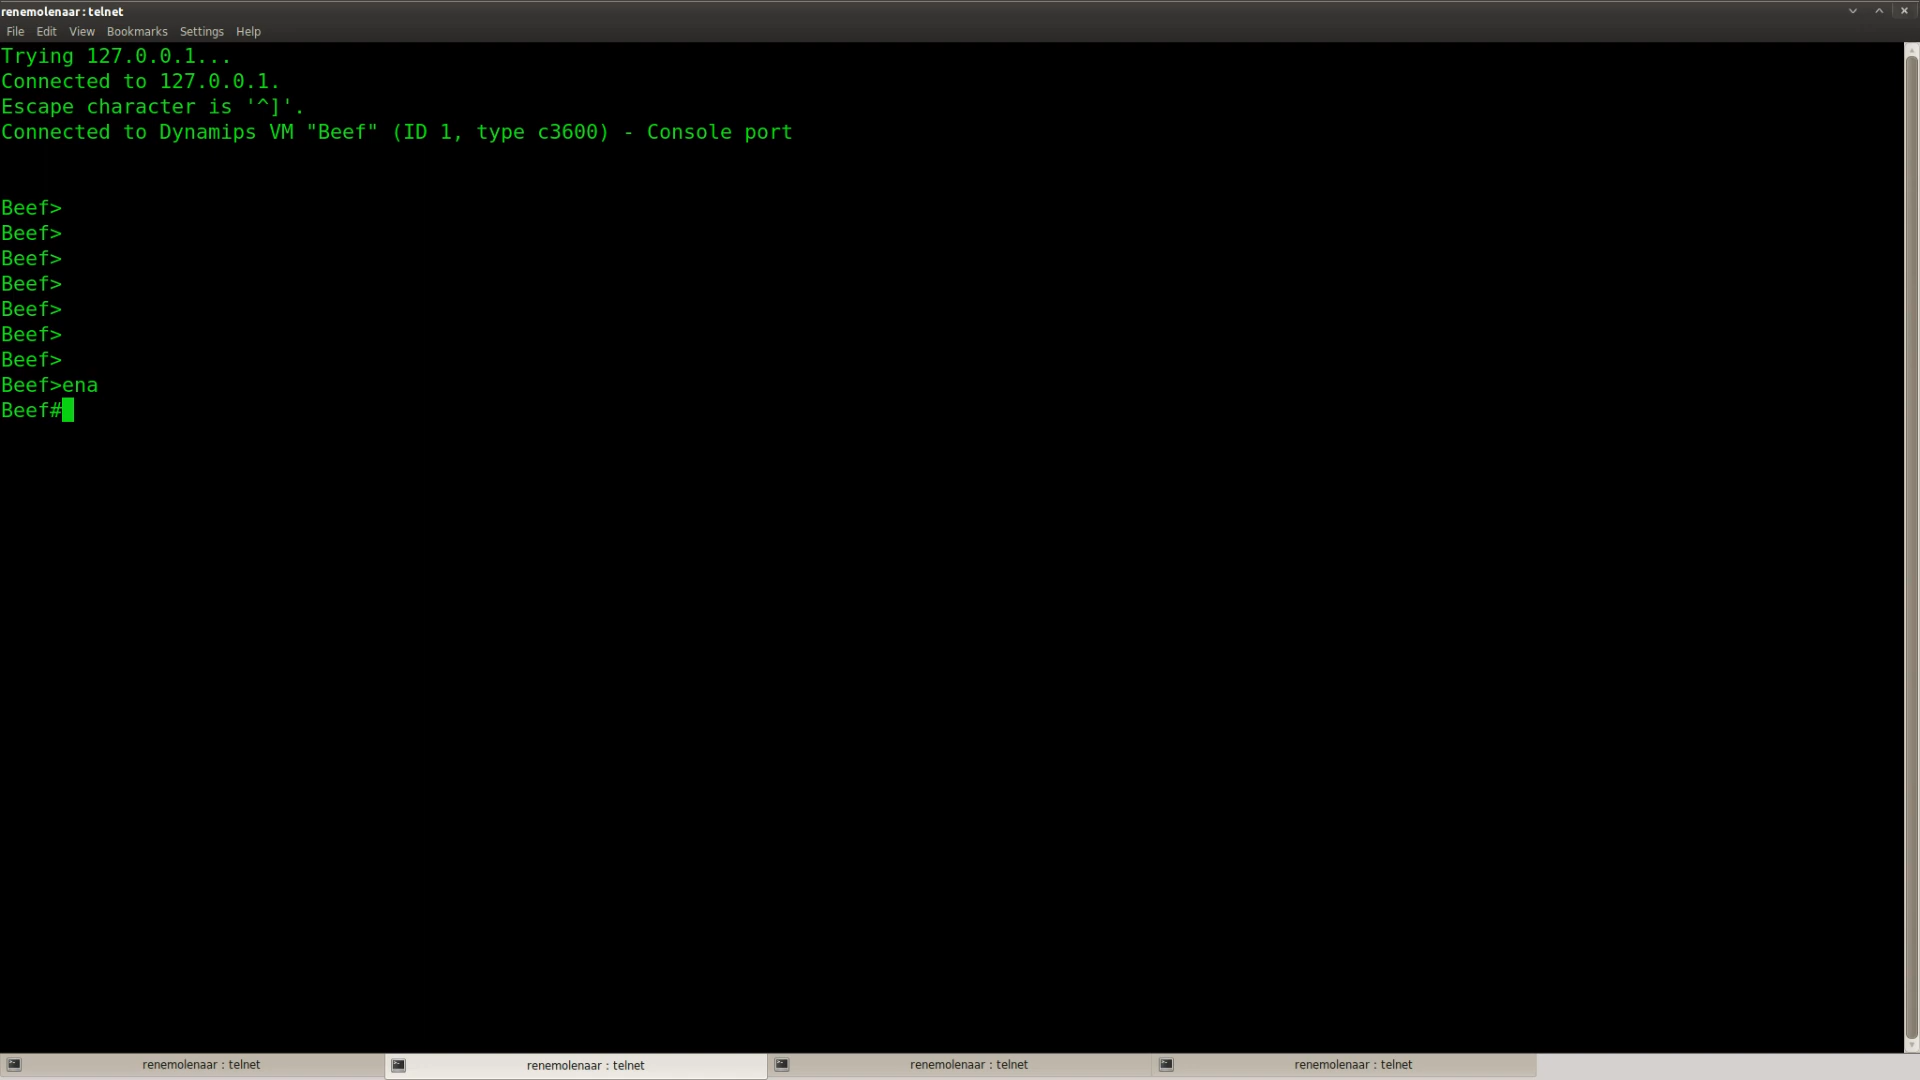 renemolenaar : telnet
File Edit View Bookmarks Settings Help
Trying 127.0.0.1...
Connected to 127.0.0.1.
Escape character is '^]'.
Connected to Dynamips VM "Beef" (ID 1, type c3600) - Console port
Beef>
Beef>
Beef>
Beef>
Beef>
Beef>
Beef>
Beef>ena
Beef#
renemolenaar : telnet renemolenaar : telnet renemolenaar : telnet renemolenaar : telnet